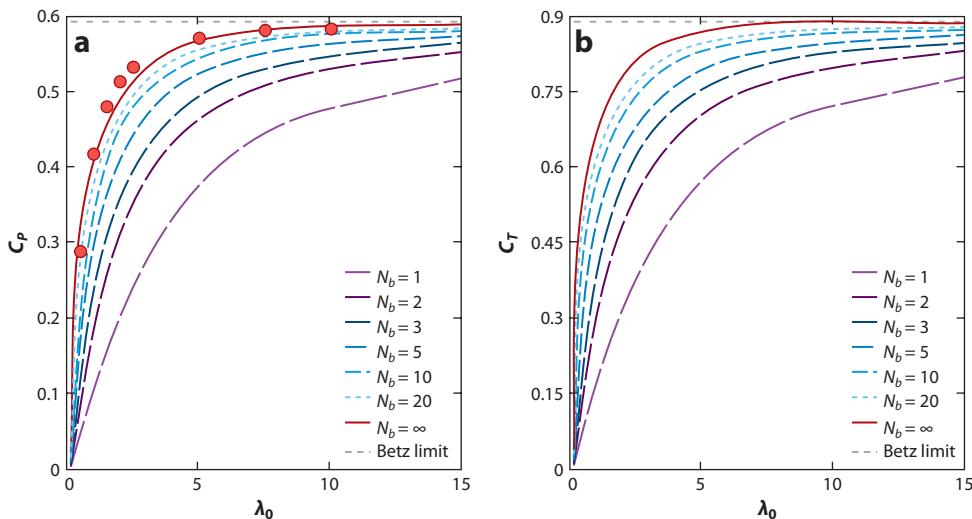 a
C_P
0.6
0.5
0.4
0.3
0.2
0.1
0
0
5
10
15
λ₀
N_b = 1
N_b = 2
N_b = 3
N_b = 5
N_b = 10
N_b = 20
N_b = ∞
Betz limit
b
C_T
0.9
0.75
0.6
0.45
0.3
0.15
0
0
5
10
15
λ₀
N_b = 1
N_b = 2
N_b = 3
N_b = 5
N_b = 10
N_b = 20
N_b = ∞
Betz limit